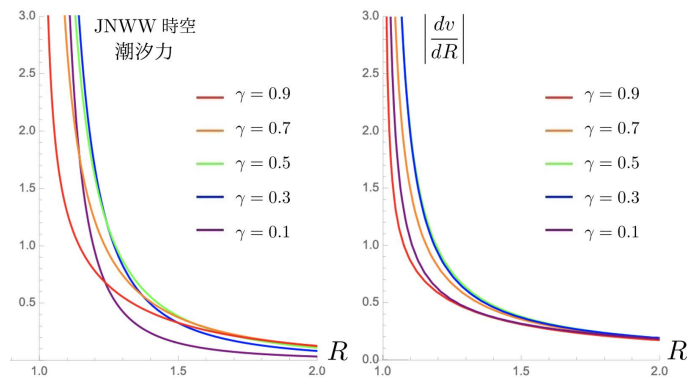 JNWW 時空
潮汐力
3.0
2.5
2.0
1.5
1.0
0.5
γ = 0.9
γ = 0.7
γ = 0.5
γ = 0.3
γ = 0.1
1.0
1.5
2.0
R
|dv/dR|
3.0
2.5
2.0
1.5
1.0
0.5
0.0
γ = 0.9
γ = 0.7
γ = 0.5
γ = 0.3
γ = 0.1
1.0
1.5
2.0
R